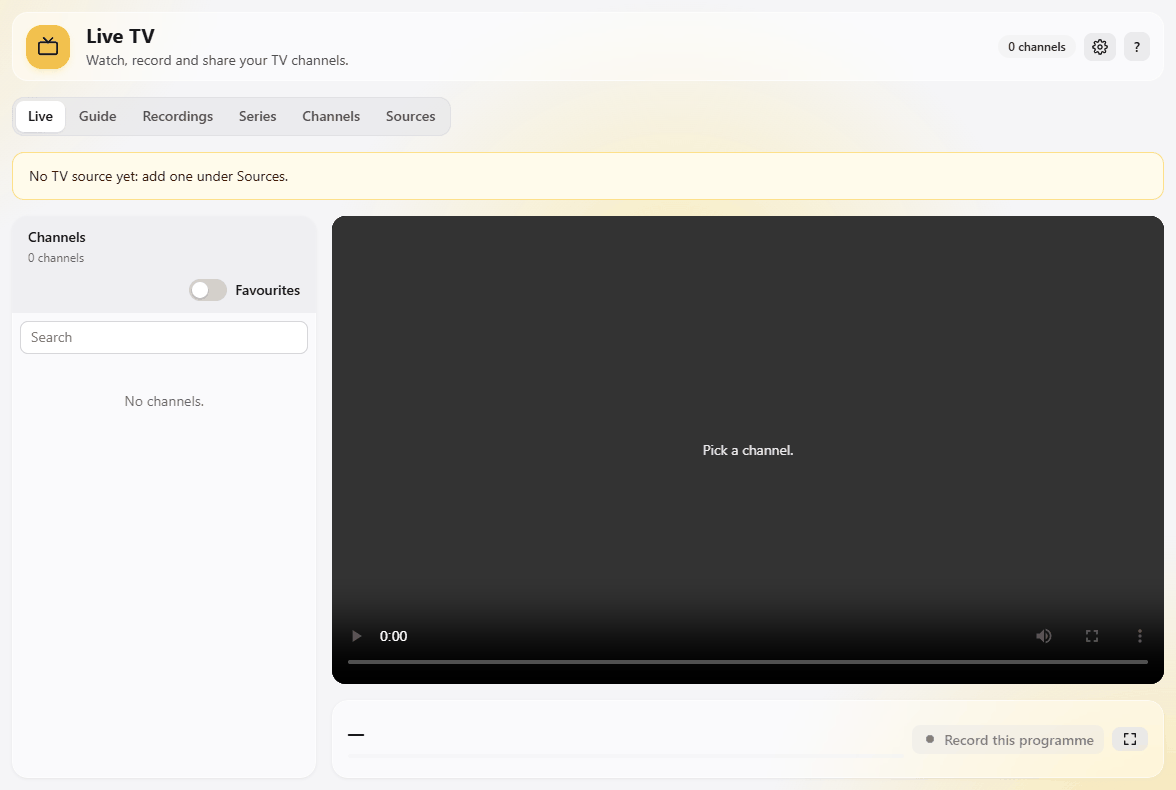 Live TV
Watch, record and share your TV channels.
0 channels
?
Live
Guide
Recordings
Series
Channels
Sources
No TV source yet: add one under Sources.
Channels
0 channels
Favourites
Search
No channels.
Pick a channel.
0:00
—
Record this programme